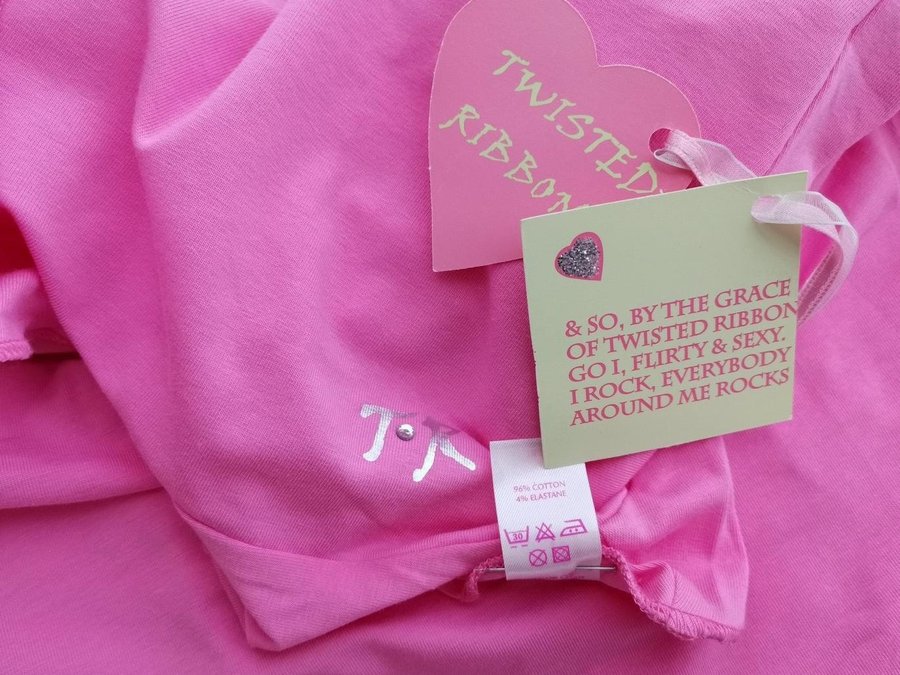 TWISTED
RIBBON
& SO, BY THE GRACE
OF TWISTED RIBBON
GO I, FLIRTY & SEXY.
I ROCK, EVERYBODY
AROUND ME ROCKS
T·R
96% COTTON
4% ELASTANE
30